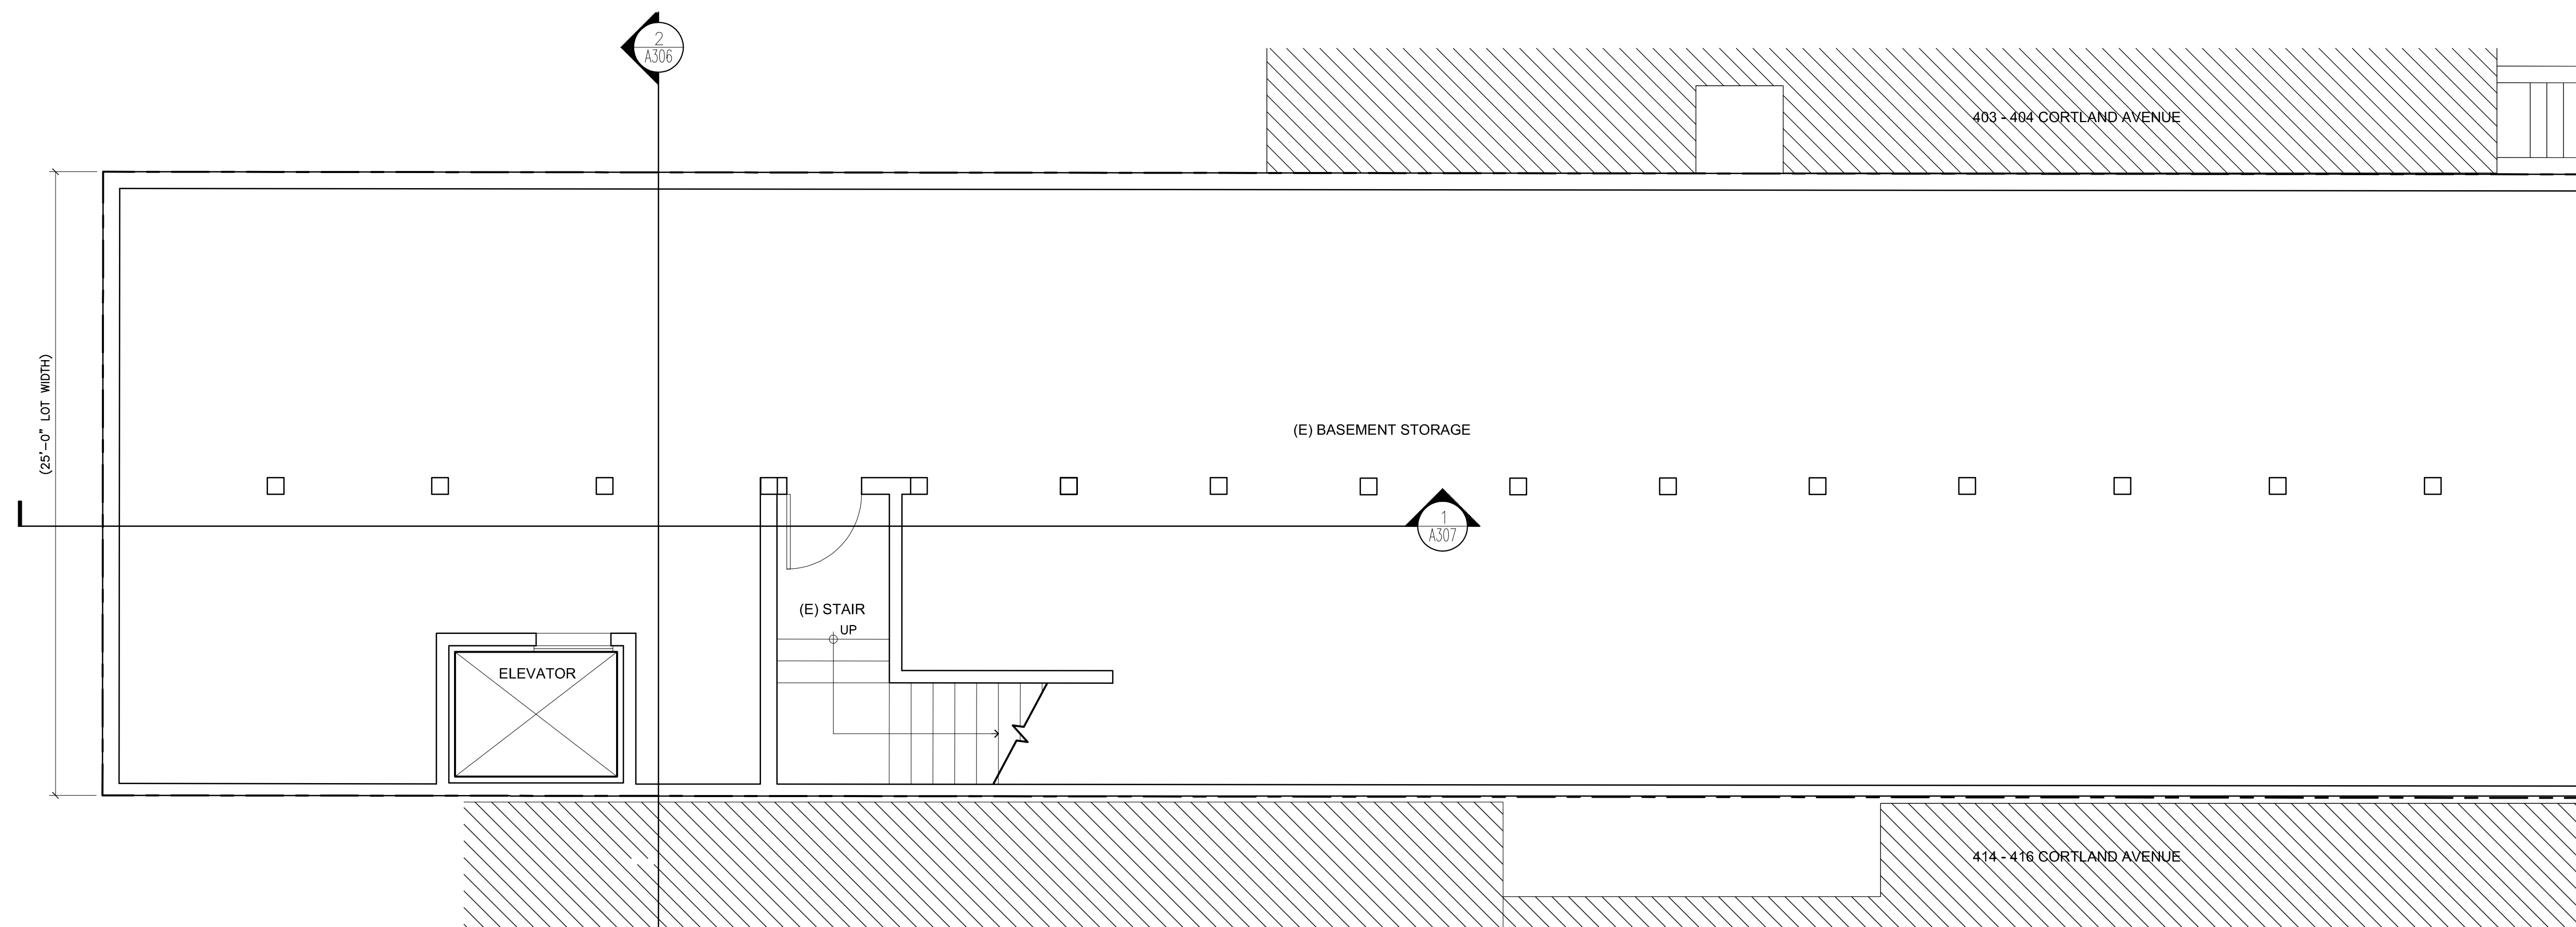 2
A306
403 - 404 CORTLAND AVENUE
(25'-0" LOT WIDTH)
(E) BASEMENT STORAGE
1
A307
(E) STAIR
UP
ELEVATOR
414 - 416 CORTLAND AVENUE